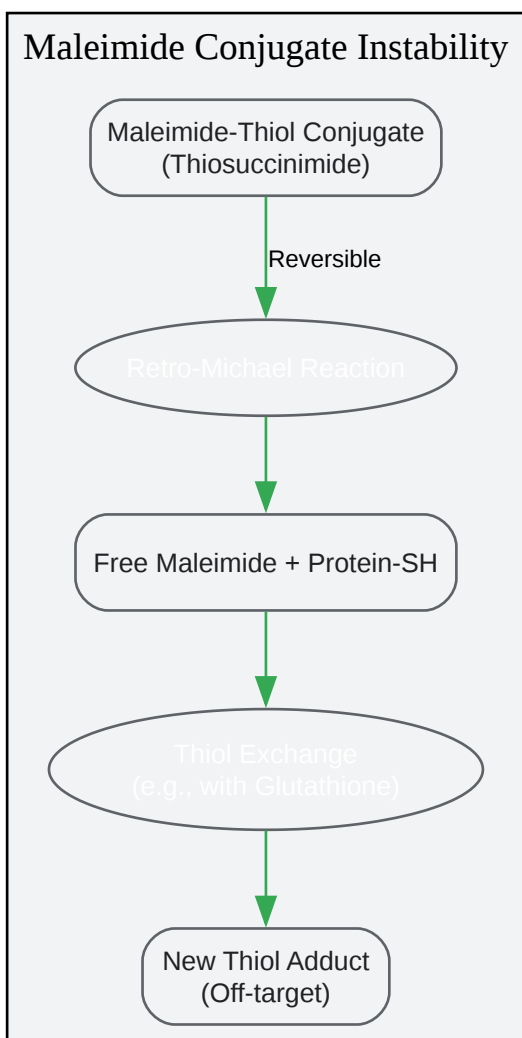 Maleimide Conjugate Instability
Maleimide-Thiol Conjugate
(Thiosuccinimide)
Reversible
Retro-Michael Reaction
Free Maleimide + Protein-SH
Thiol Exchange
(e.g., with Glutathione)
New Thiol Adduct
(Off-target)